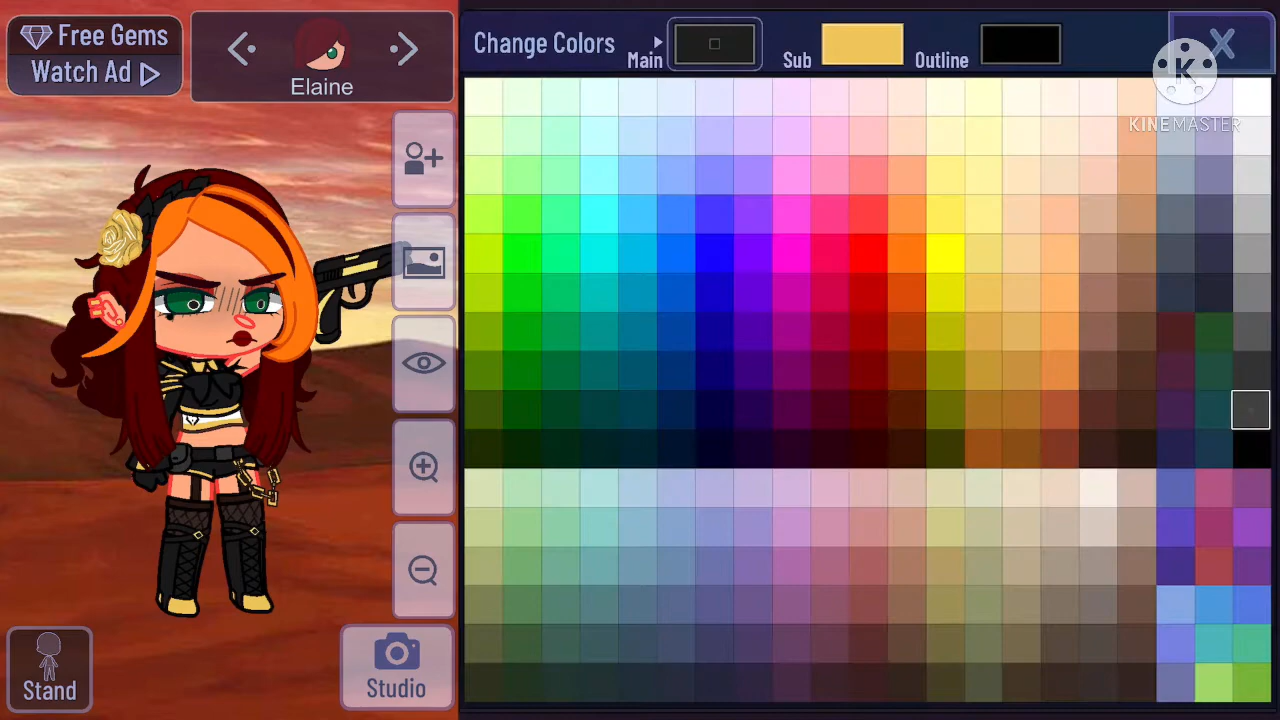 Free Gems
Watch Ad
Elaine
Change Colors
Main
Sub
Outline
X
K
KINEMASTER
Stand
Studio